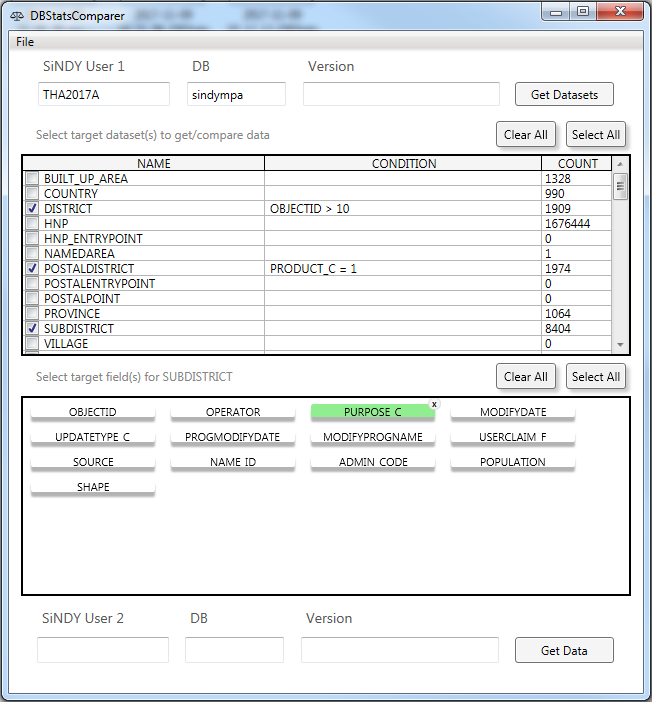 DBStatsComparer
File
SiNDY User 1 DB Version
THA2017A sindympa Get Datasets
Select target dataset(s) to get/compare data Clear All Select All
NAME CONDITION COUNT
BUILT_UP_AREA 1328
COUNTRY 990
DISTRICT OBJECTID > 10 1909
HNP 1676444
HNP_ENTRYPOINT 0
NAMEDAREA 1
POSTALDISTRICT PRODUCT_C = 1 1974
POSTALENTRYPOINT 0
POSTALPOINT 0
PROVINCE 1064
SUBDISTRICT 8404
VILLAGE 0
Select target field(s) for SUBDISTRICT Clear All Select All
OBJECTID OPERATOR PURPOSE_C x MODIFYDATE
UPDATETYPE_C PROGMODIFYDATE MODIFYPROGNAME USERCLAIM_F
SOURCE NAME_ID ADMIN_CODE POPULATION
SHAPE
SiNDY User 2 DB Version
Get Data